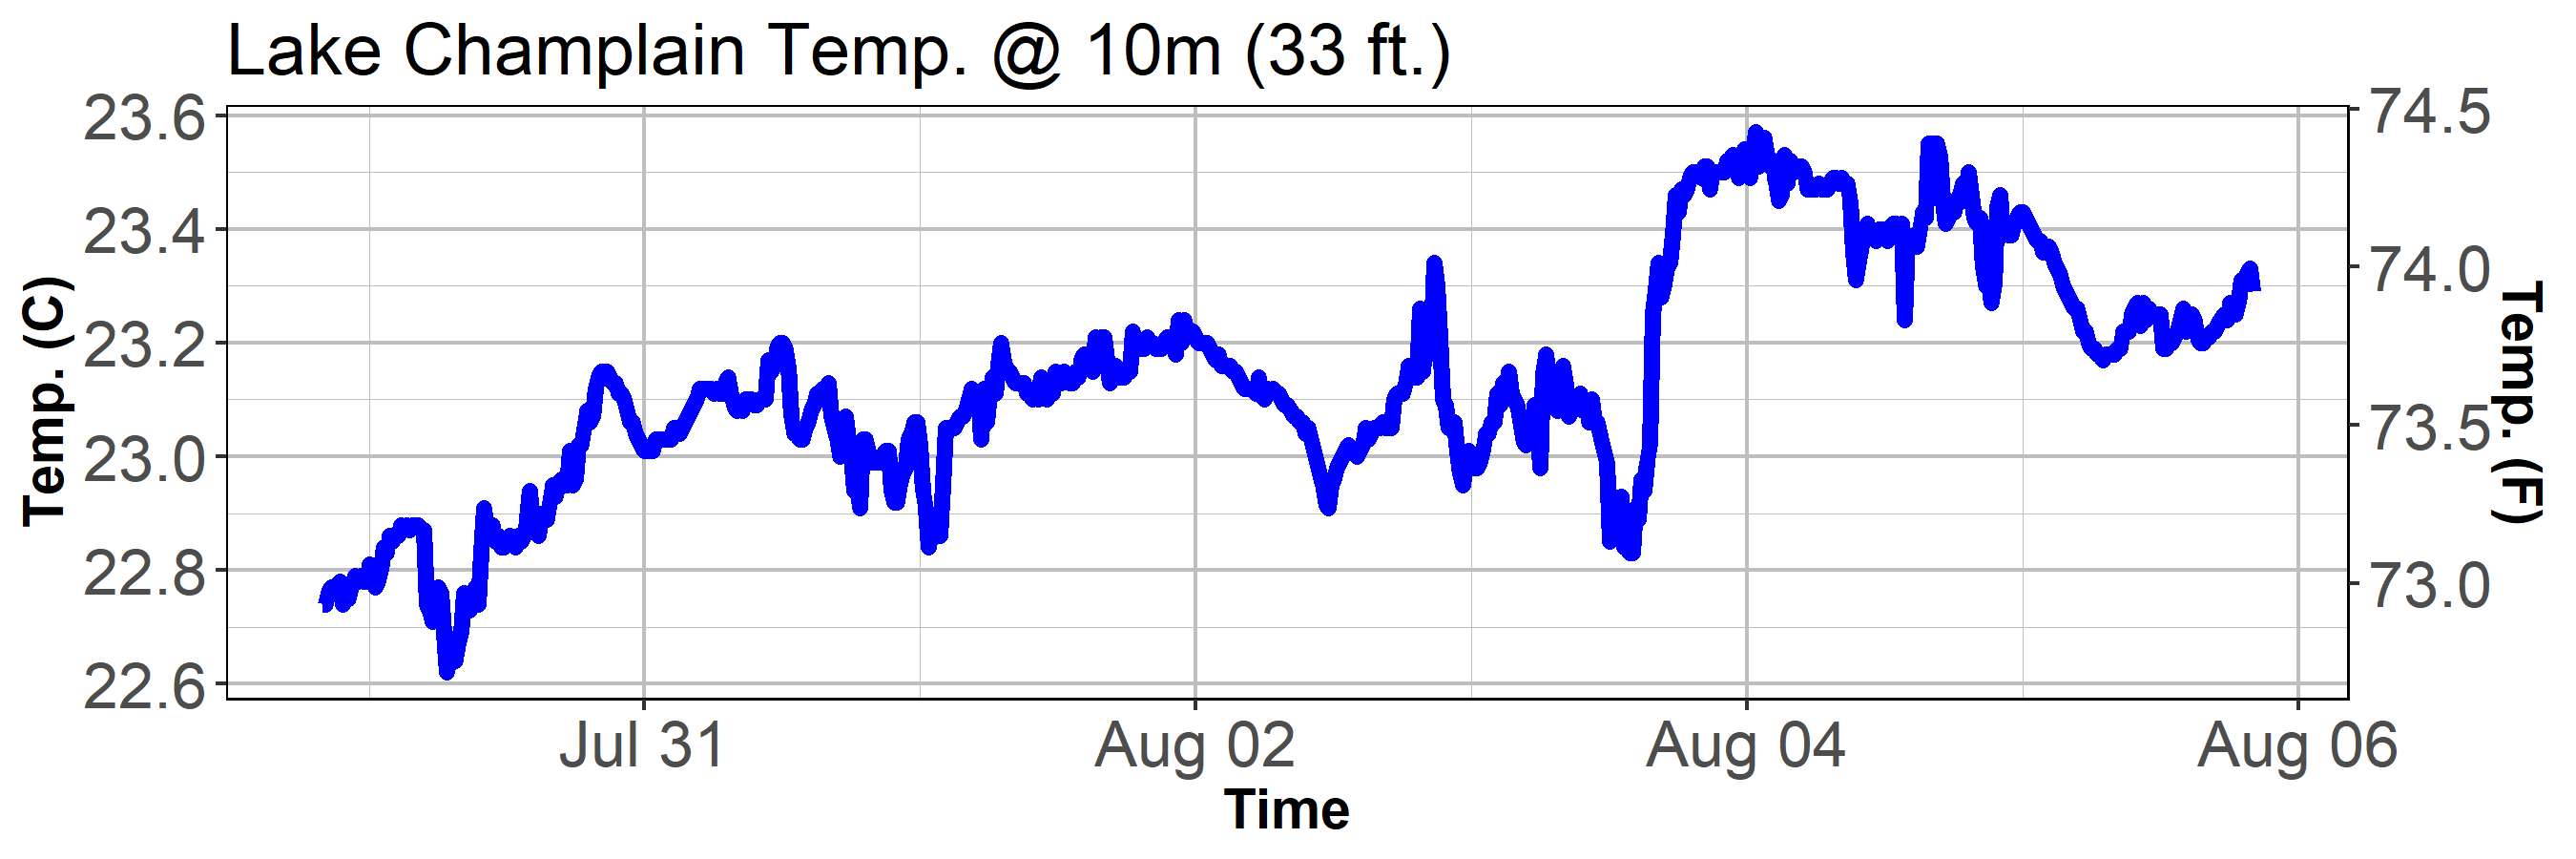 Lake Champlain Temp. @ 10m (33 ft.)
23.6
23.4
23.2
23.0
22.8
22.6
Temp. (C)
74.5
74.0
73.5
73.0
Temp. (F)
Jul 31
Aug 02
Aug 04
Aug 06
Time